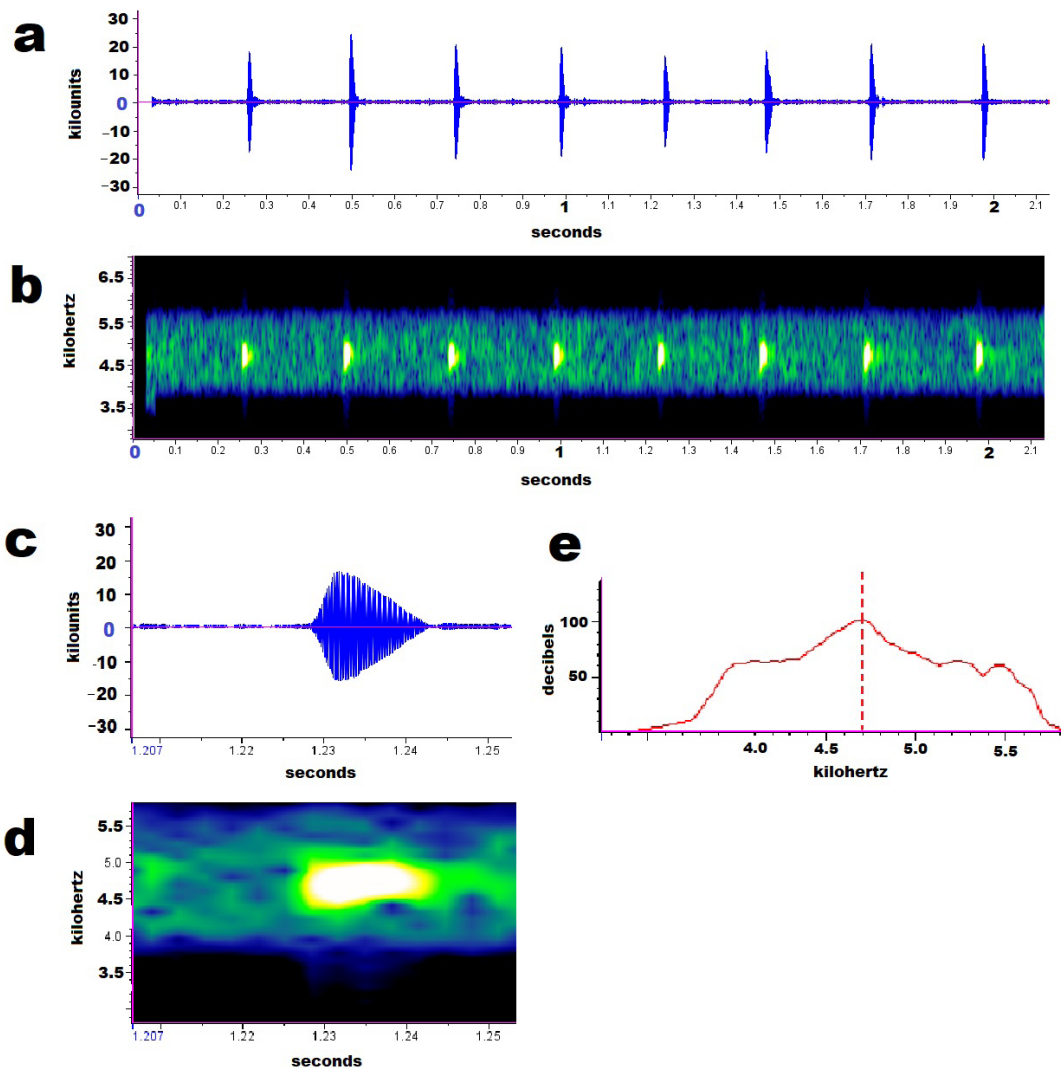 a
kilounits
30
20
10
0
−10
−20
−30
0 0.1 0.2 0.3 0.4 0.5 0.6 0.7 0.8 0.9 1 1.1 1.2 1.3 1.4 1.5 1.6 1.7 1.8 1.9 2 2.1
seconds
b
kilohertz
6.5
5.5
4.5
3.5
0 0.1 0.2 0.3 0.4 0.5 0.6 0.7 0.8 0.9 1 1.1 1.2 1.3 1.4 1.5 1.6 1.7 1.8 1.9 2 2.1
seconds
c
kilounits
30
20
10
0
-10
−20
−30
1.207 1.22 1.23 1.24 1.25
seconds
e
decibels
100
50
4.0 4.5 5.0 5.5
kilohertz
d
kilohertz
5.5
5.0
4.5
4.0
3.5
1.207 1.22 1.23 1.24 1.25
seconds